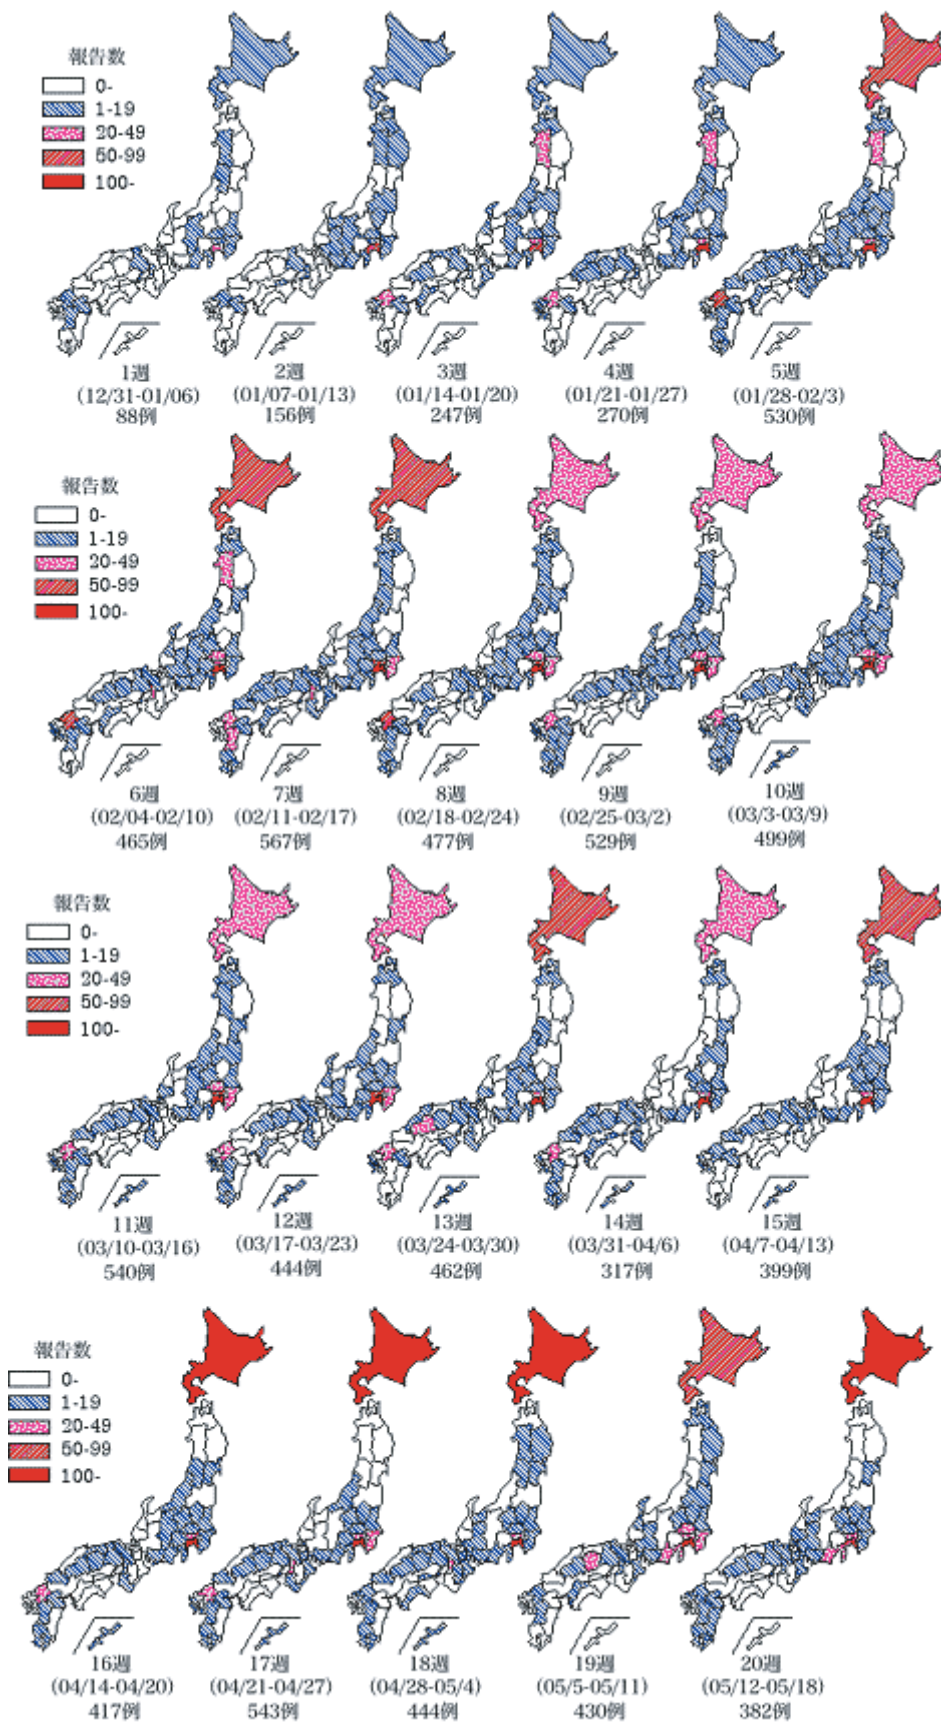 報告数
0-
1-19
20-49
50-99
100-
1週
(12/31-01/06)
88例
2週
(01/07-01/13)
156例
3週
(01/14-01/20)
247例
4週
(01/21-01/27)
270例
5週
(01/28-02/3)
530例
報告数
0-
1-19
20-49
50-99
100-
6週
(02/04-02/10)
465例
7週
(02/11-02/17)
567例
8週
(02/18-02/24)
477例
9週
(02/25-03/2)
529例
10週
(03/3-03/9)
499例
報告数
0-
1-19
20-49
50-99
100-
11週
(03/10-03/16)
540例
12週
(03/17-03/23)
444例
13週
(03/24-03/30)
462例
14週
(03/31-04/6)
317例
15週
(04/7-04/13)
399例
報告数
0-
1-19
20-49
50-99
100-
16週
(04/14-04/20)
417例
17週
(04/21-04/27)
543例
18週
(04/28-05/4)
444例
19週
(05/5-05/11)
430例
20週
(05/12-05/18)
382例